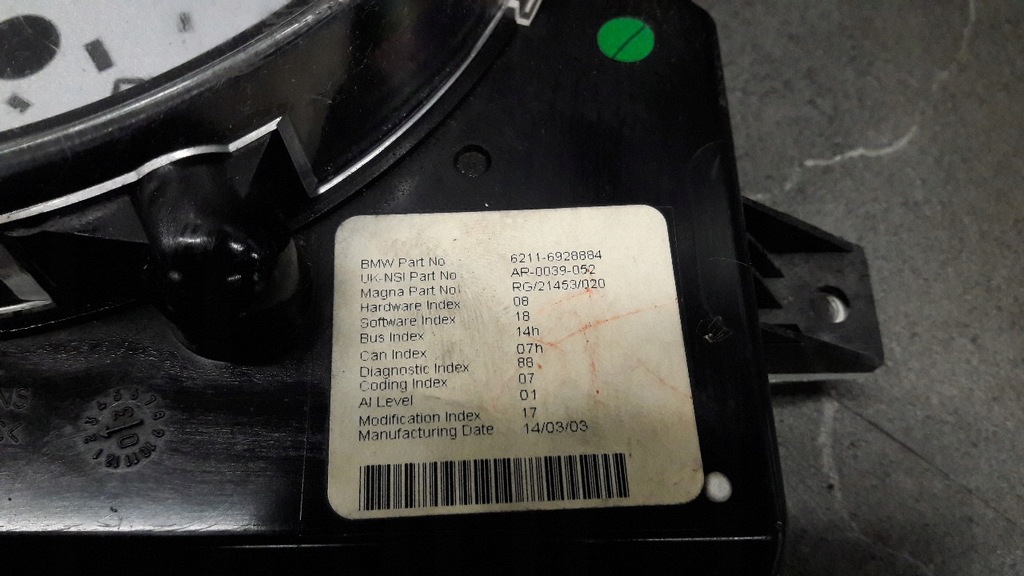 BMW Part No : 6211-6928884
UK-NSI Part No : AR-0039-052
Magna Part No : RG/21453/020
Hardware Index 08
Software Index 18
Bus Index 14h
Can Index 07h
Diagnostic Index 88
Coding Index 07
AI Level 01
Modification Index 17
Manufacturing Date 14/03/03